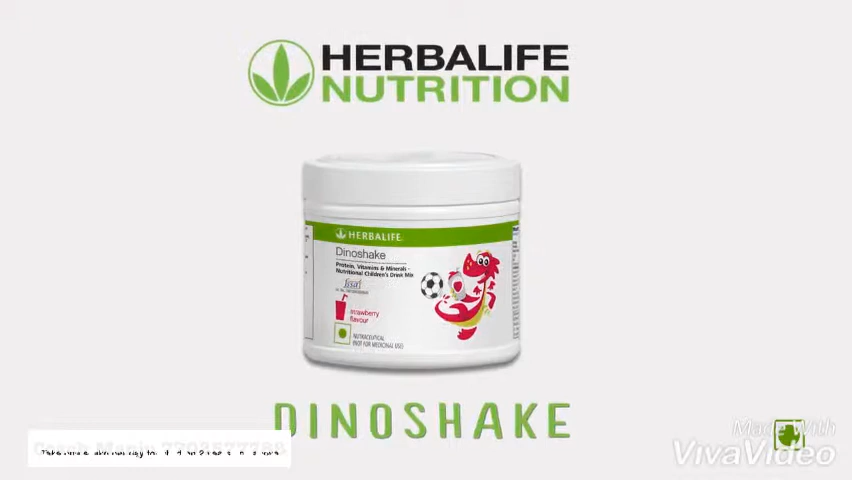 HERBALIFE
NUTRITION
HERBALIFE
Dinoshake
Protein, Vitamins & Minerals -
Nutritional Children's Drink Mix
fssai
Strawberry
flavour
NUTRACEUTICAL
(NOT FOR MEDICINAL USE)
DINOSHAKE
Made With
VivaVideo